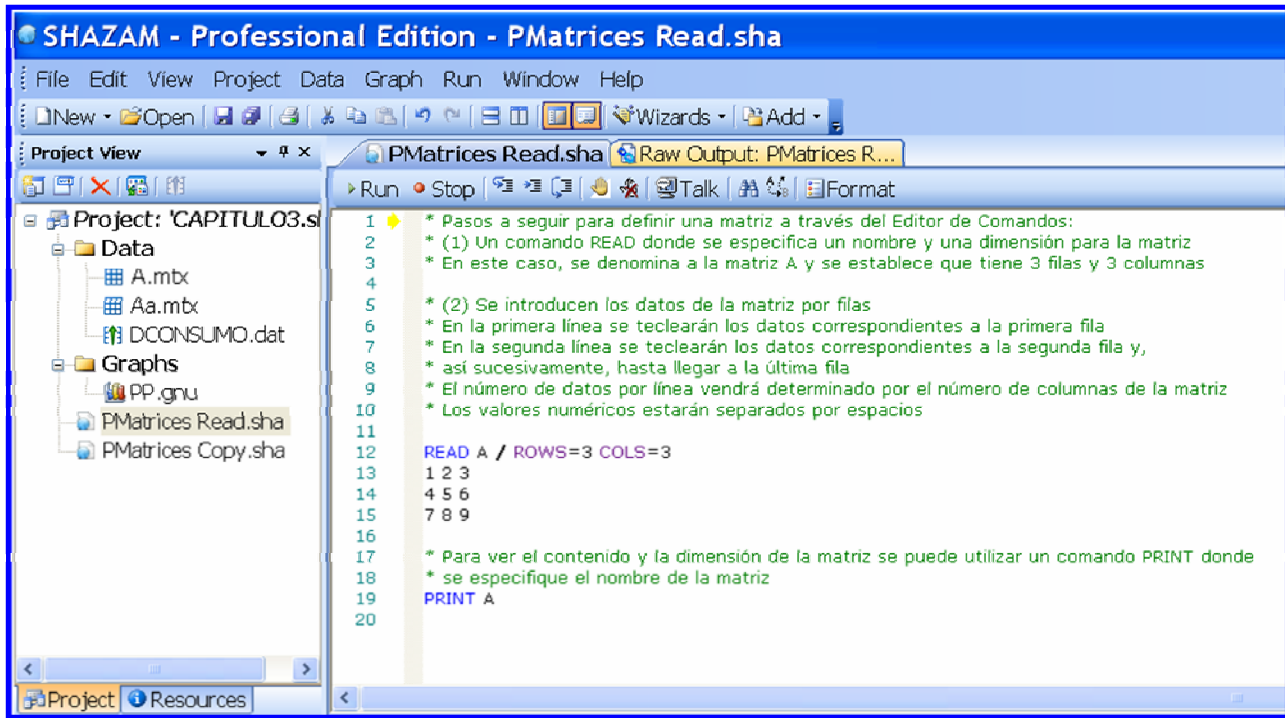 SHAZAM - Professional Edition - PMatrices Read.sha
File Edit View Project Data Graph Run Window Help
New Open Wizards Add
Project View
PMatrices Read.sha Raw Output: PMatrices R...
Run Stop Talk Format
Project: 'CAPITULO3.sl
Data
A.mtx
Aa.mtx
DCONSUMO.dat
Graphs
PP.gnu
PMatrices Read.sha
PMatrices Copy.sha
1 * Pasos a seguir para definir una matriz a través del Editor de Comandos:
2 * (1) Un comando READ donde se especifica un nombre y una dimensión para la matriz
3 * En este caso, se denomina a la matriz A y se establece que tiene 3 filas y 3 columnas
4
5 * (2) Se introducen los datos de la matriz por filas
6 * En la primera línea se teclearán los datos correspondientes a la primera fila
7 * En la segunda línea se teclearán los datos correspondientes a la segunda fila y,
8 * así sucesivamente, hasta llegar a la última fila
9 * El número de datos por línea vendrá determinado por el número de columnas de la matriz
10 * Los valores numéricos estarán separados por espacios
11
12 READ A / ROWS=3 COLS=3
13 1 2 3
14 4 5 6
15 7 8 9
16
17 * Para ver el contenido y la dimensión de la matriz se puede utilizar un comando PRINT donde
18 * se especifique el nombre de la matriz
19 PRINT A
20
Project Resources